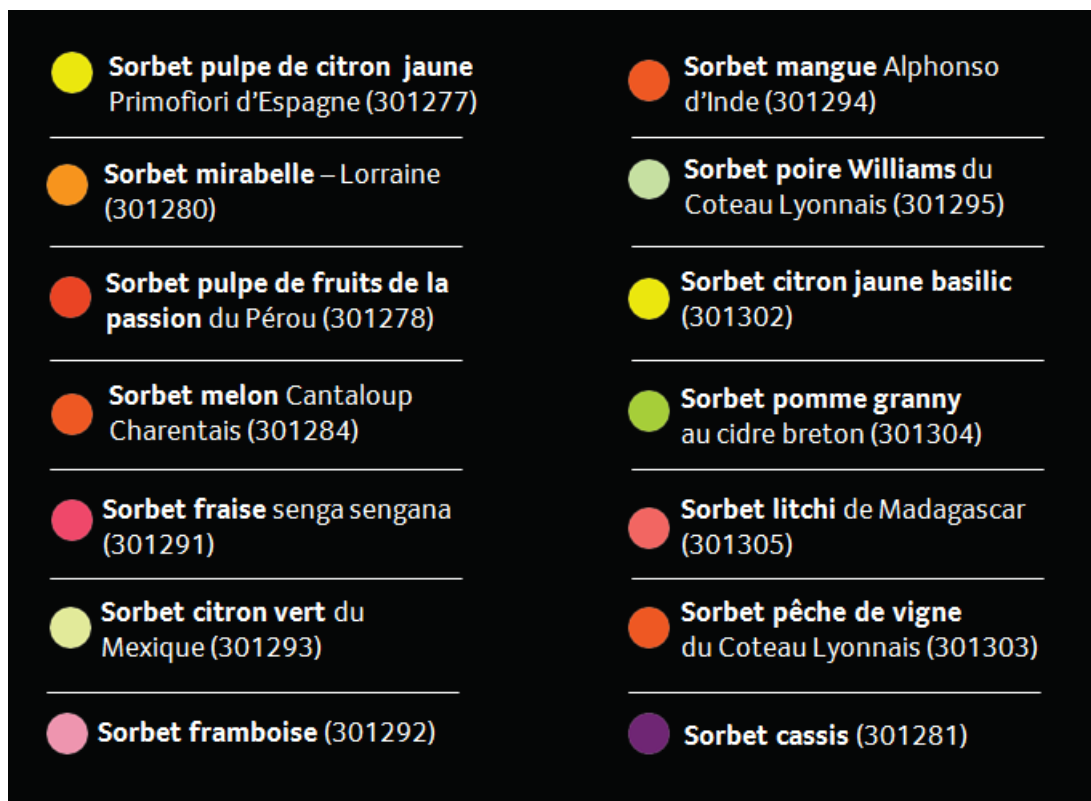 Sorbet pulpe de citron jaune
Primofiori d'Espagne (301277)
Sorbet mirabelle – Lorraine
(301280)
Sorbet pulpe de fruits de la
passion du Pérou (301278)
Sorbet melon Cantaloup
Charentais (301284)
Sorbet fraise senga sengana
(301291)
Sorbet citron vert du
Mexique (301293)
Sorbet framboise (301292)
Sorbet mangue Alphonso
d'Inde (301294)
Sorbet poire Williams du
Coteau Lyonnais (301295)
Sorbet citron jaune basilic
(301302)
Sorbet pomme granny
au cidre breton (301304)
Sorbet litchi de Madagascar
(301305)
Sorbet pêche de vigne
du Coteau Lyonnais (301303)
Sorbet cassis (301281)